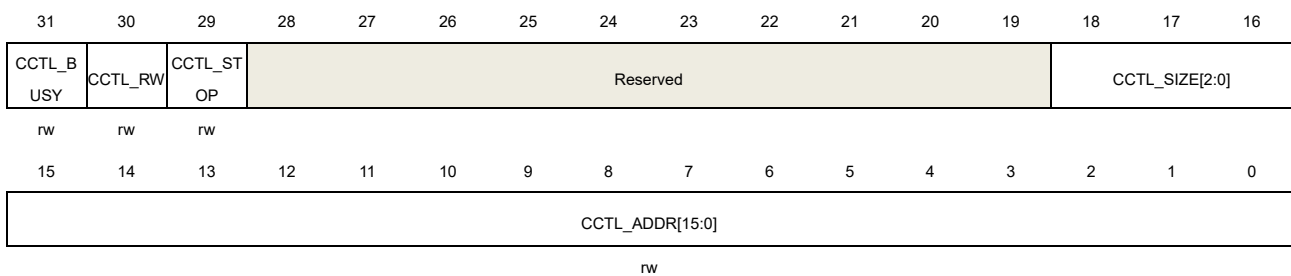 31 30 29 28 27 26 25 24 23 22 21 20 19 18 17 16
CCTL_B CCTL_RW CCTL_ST Reserved CCTL_SIZE[2:0]
USY OP
rw rw rw
15 14 13 12 11 10 9 8 7 6 5 4 3 2 1 0
CCTL_ADDR[15:0]
rw